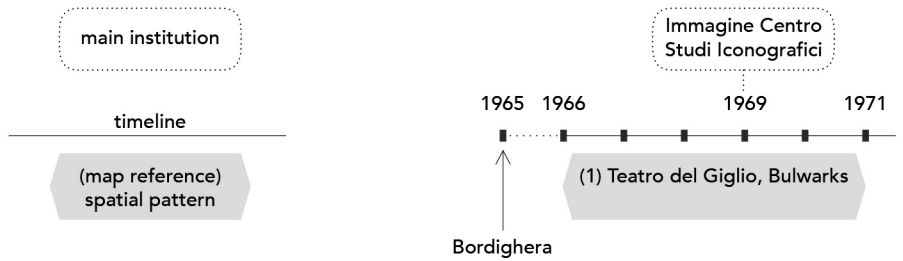 main institution
timeline
(map reference)
spatial pattern
Immagine Centro
Studi Iconografici
1965 1966 1969 1971
(1) Teatro del Giglio, Bulwarks
Bordighera